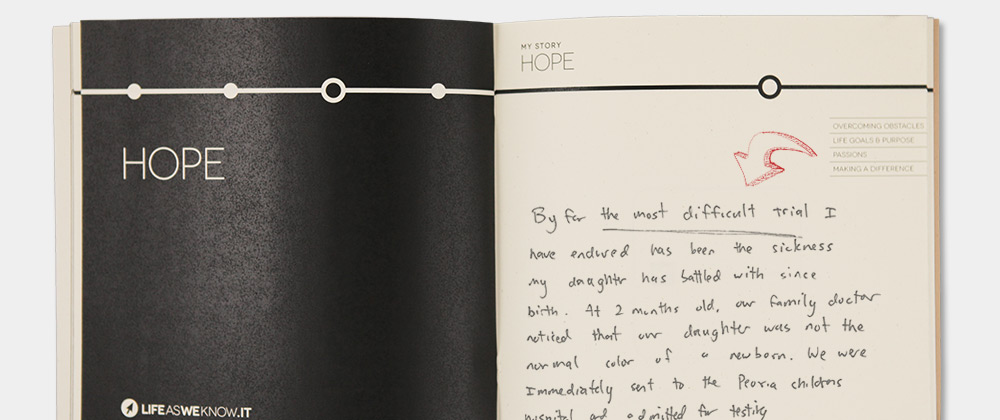 HOPE
LIFEASWEKNOW.IT
MY STORY
HOPE
OVERCOMING OBSTACLES
LIFE GOALS & PURPOSE
PASSIONS
MAKING A DIFFERENCE
By far the most difficult trial I
have endured has been the sickness
my daughter has battled with since
birth. At 2 months old, our family doctor
noticed that our daughter was not the
normal color of a newborn. We were
Immediately sent to the Peoria childrens
hospital and admitted for testing